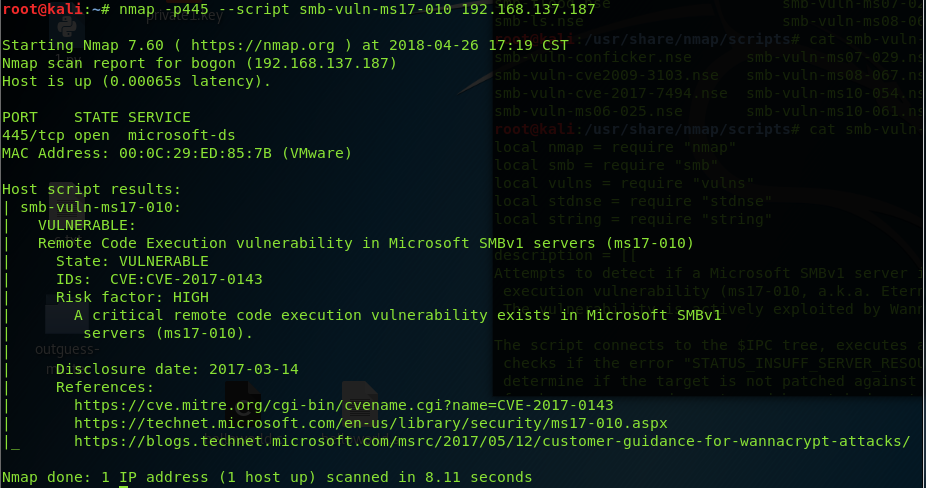 root@kali:~# nmap -p445 --script smb-vuln-ms17-010 192.168.137.187
Starting Nmap 7.60 ( https://nmap.org ) at 2018-04-26 17:19 CST
Nmap scan report for bogon (192.168.137.187)
Host is up (0.00065s latency).
PORT    STATE SERVICE
445/tcp open  microsoft-ds
MAC Address: 00:0C:29:ED:85:7B (VMware)
Host script results:
| smb-vuln-ms17-010:
|   VULNERABLE:
|   Remote Code Execution vulnerability in Microsoft SMBv1 servers (ms17-010)
|     State: VULNERABLE
|     IDs:  CVE:CVE-2017-0143
|     Risk factor: HIGH
|       A critical remote code execution vulnerability exists in Microsoft SMBv1
|        servers (ms17-010).
|
|     Disclosure date: 2017-03-14
|     References:
|       https://cve.mitre.org/cgi-bin/cvename.cgi?name=CVE-2017-0143
|       https://technet.microsoft.com/en-us/library/security/ms17-010.aspx
|_      https://blogs.technet.microsoft.com/msrc/2017/05/12/customer-guidance-for-wannacrypt-attacks/
Nmap done: 1 IP address (1 host up) scanned in 8.11 seconds
private1.key
outguess-
smb-ls.nse
:/usr/share/nmap/scripts# cat
smb-vuln-conficker.nse smb-vuln-ms07-029.
smb-vuln-cve2009-3103.nse smb-vuln-ms08-067.
smb-vuln-cve-2017-7494.nse smb-vuln-ms10-054.
smb-vuln-ms06-025.nse smb-vuln-ms10-061.
root@kali:/usr/share/nmap/scripts# cat smb-vuln-
local nmap = require "nmap"
local smb = require "smb"
local vulns = require "vulns"
local stdnse = require "stdnse"
local string = require "string"
description = [[
Attempts to detect if a Microsoft SMBv1 server
execution vulnerability (ms17-010, a.k.a.
The vulnerability is actively exploited by
The script connects to the $IPC tree, executes a
checks if the error "STATUS_INSUFF_SERVER_RESOU
determine if the target is not patched against